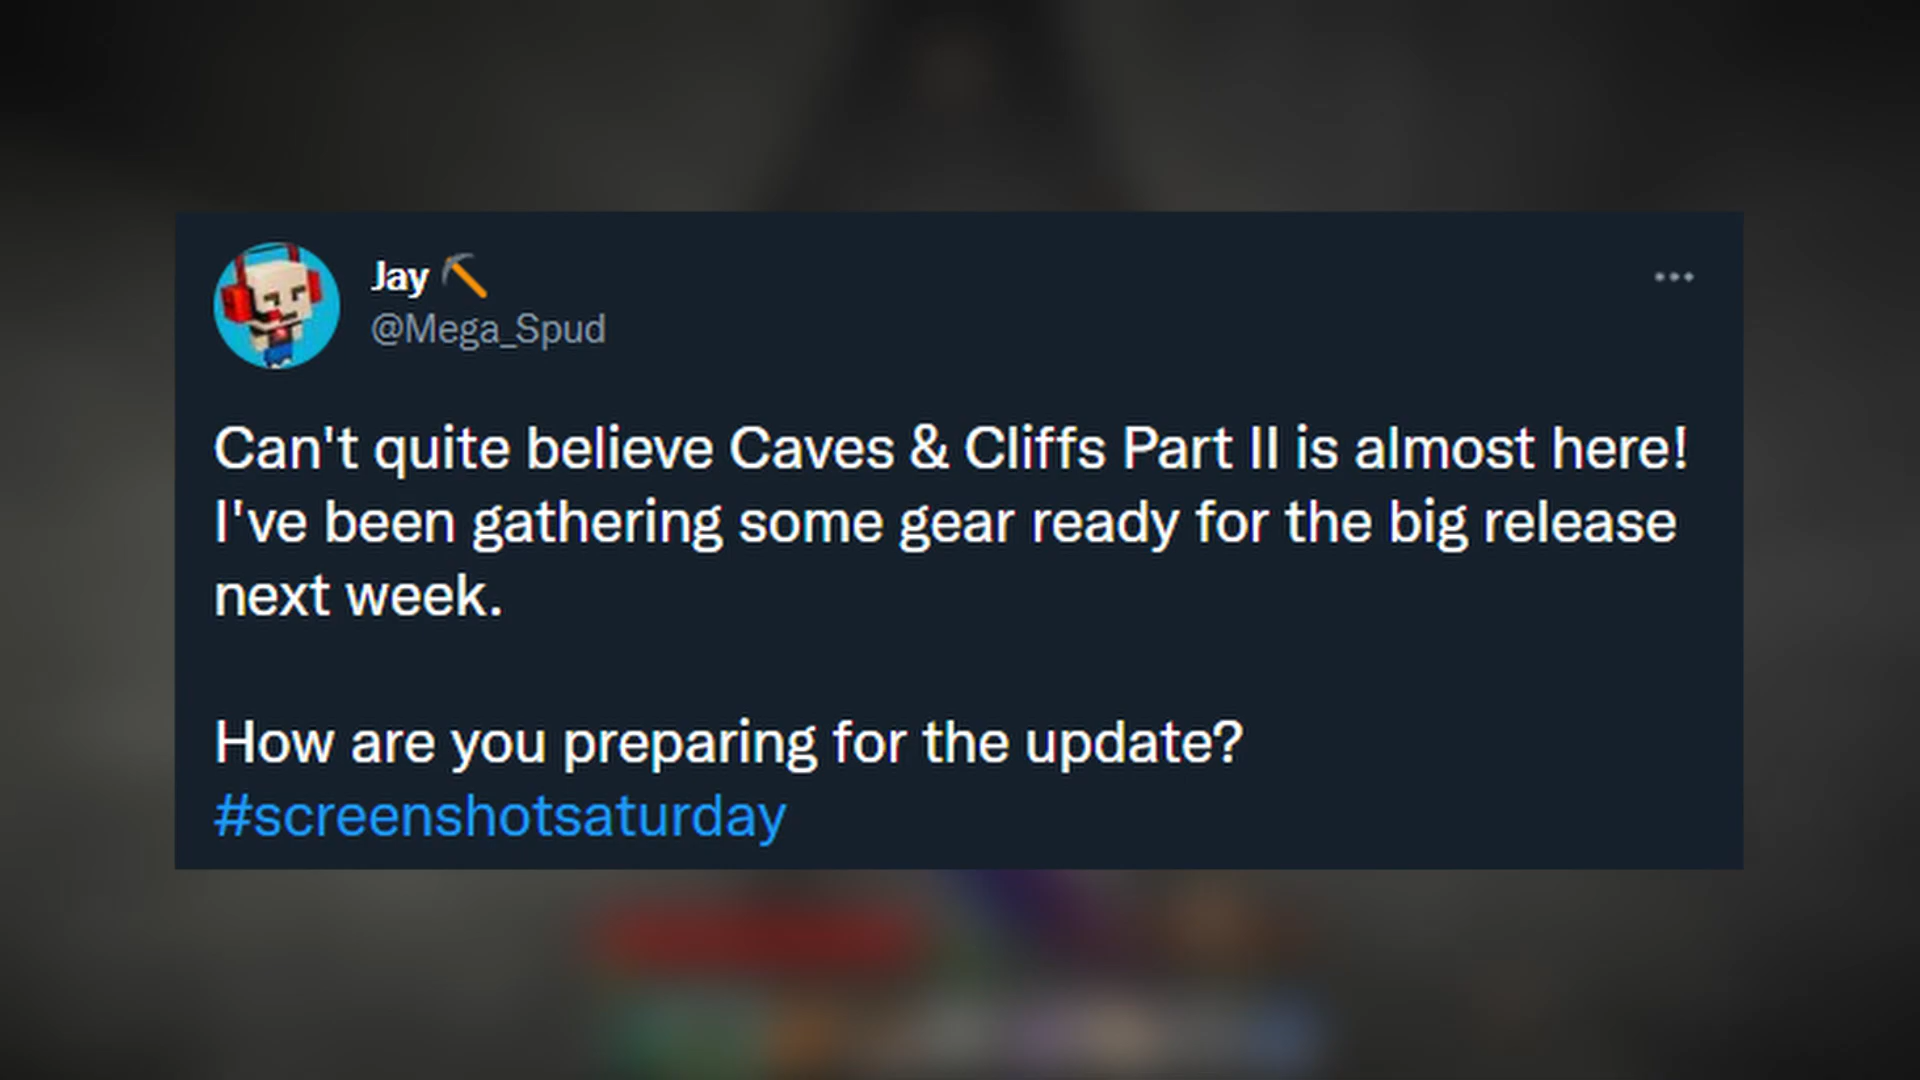 Jay
@Mega_Spud
Can't quite believe Caves & Cliffs Part II is almost here!
I've been gathering some gear ready for the big release
next week.
How are you preparing for the update?
#screenshotsaturday